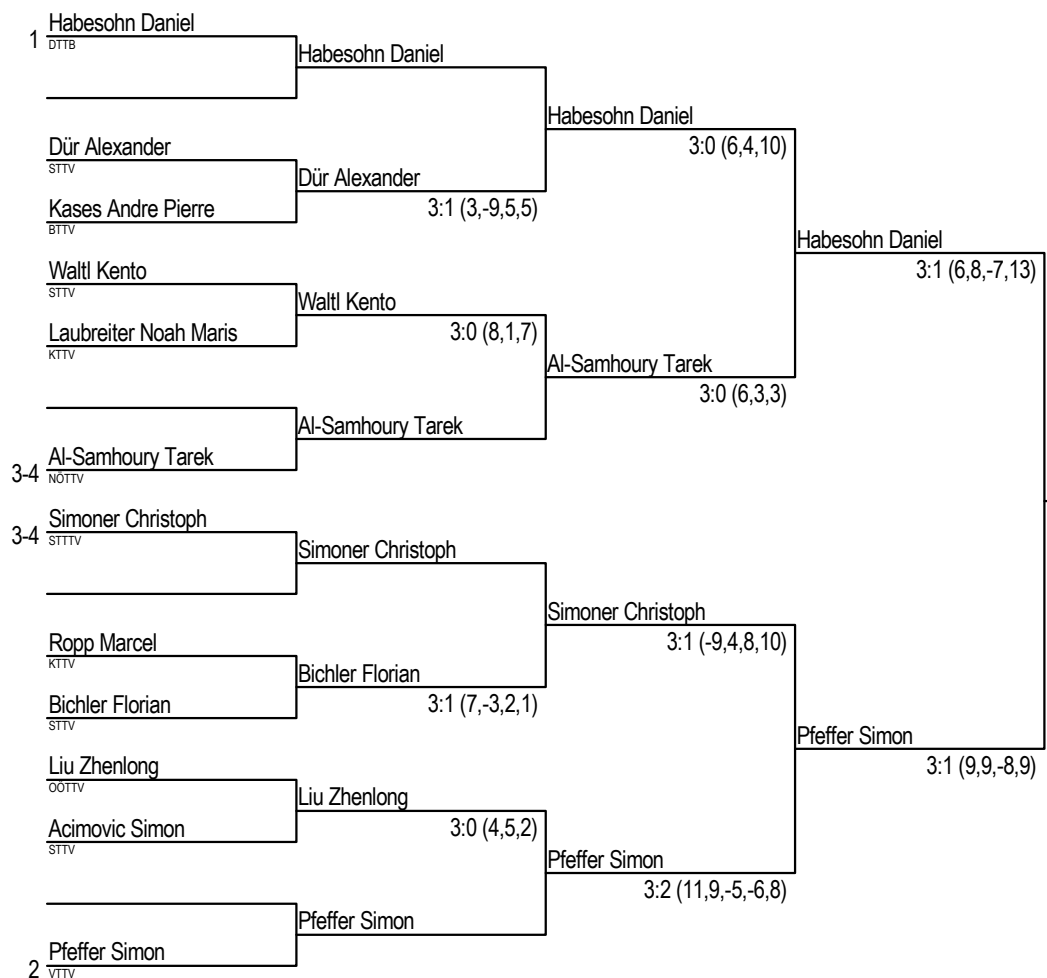 Habesohn Daniel
1
DTTB
Habesohn Daniel
Habesohn Daniel
3:0 (6,4,10)
Dür Alexander
STTV
Dür Alexander
3:1 (3,-9,5,5)
Kases Andre Pierre
BTTV
Habesohn Daniel
3:1 (6,8,-7,13)
Waltl Kento
STTV
Waltl Kento
3:0 (8,1,7)
Laubreiter Noah Maris
KTTV
Al-Samhoury Tarek
3:0 (6,3,3)
Al-Samhoury Tarek
Al-Samhoury Tarek
3-4
NÖTTV
Simoner Christoph
3-4
STTTV
Simoner Christoph
Simoner Christoph
3:1 (-9,4,8,10)
Ropp Marcel
KTTV
Bichler Florian
3:1 (7,-3,2,1)
Bichler Florian
STTV
Pfeffer Simon
3:1 (9,9,-8,9)
Liu Zhenlong
OÖTTV
Liu Zhenlong
3:0 (4,5,2)
Acimovic Simon
STTV
Pfeffer Simon
3:2 (11,9,-5,-6,8)
Pfeffer Simon
Pfeffer Simon
2
VTTV